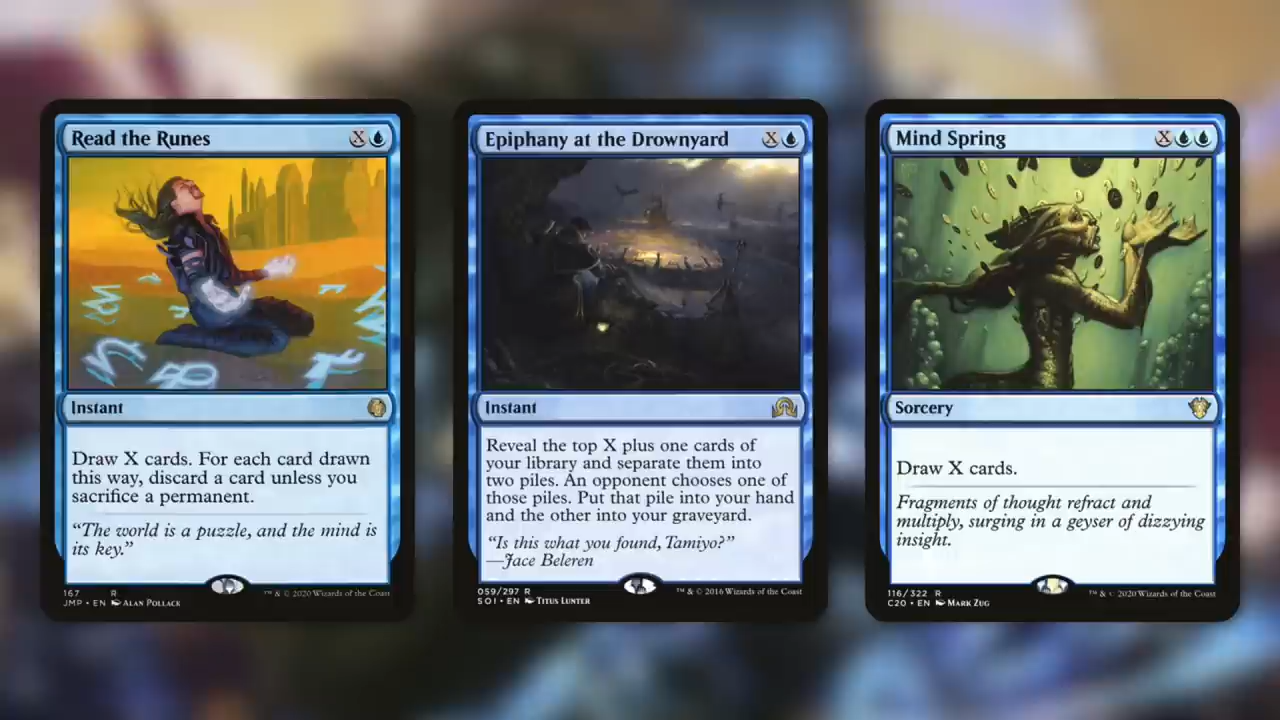 Read the Runes X
Instant
Draw X cards. For each card drawn
this way, discard a card unless you
sacrifice a permanent.
“The world is a puzzle, and the mind is
its key.”
167 R
JMP • EN ALAN POLLACK
™ & © 2020 Wizards of the Coast
Epiphany at the Drownyard X
Instant
Reveal the top X plus one cards of
your library and separate them into
two piles. An opponent chooses one of
those piles. Put that pile into your hand
and the other into your graveyard.
“Is this what you found, Tamiyo?”
—Jace Beleren
059/297 R
SOI • EN TITUS LUNTER
™ & © 2016 Wizards of the Coast
Mind Spring X
Sorcery
Draw X cards.
Fragments of thought refract and
multiply, surging in a geyser of dizzying
insight.
116/322 R
C20 • EN MARK ZUG
™ & © 2020 Wizards of the Coast